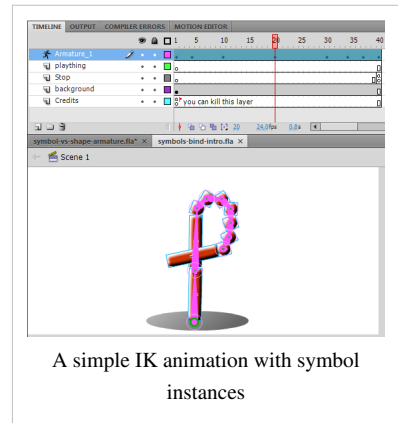 TIMELINE OUTPUT COMPILER ERRORS MOTION EDITOR
1 5 10 15 20 25 30 35 40
Armature_1
plaything
Stop
background
Credits you can kill this layer
20 24.0fps 0.8s
symbol-vs-shape-armature.fla* × symbols-bind-intro.fla ×
Scene 1
A simple IK animation with symbol
instances